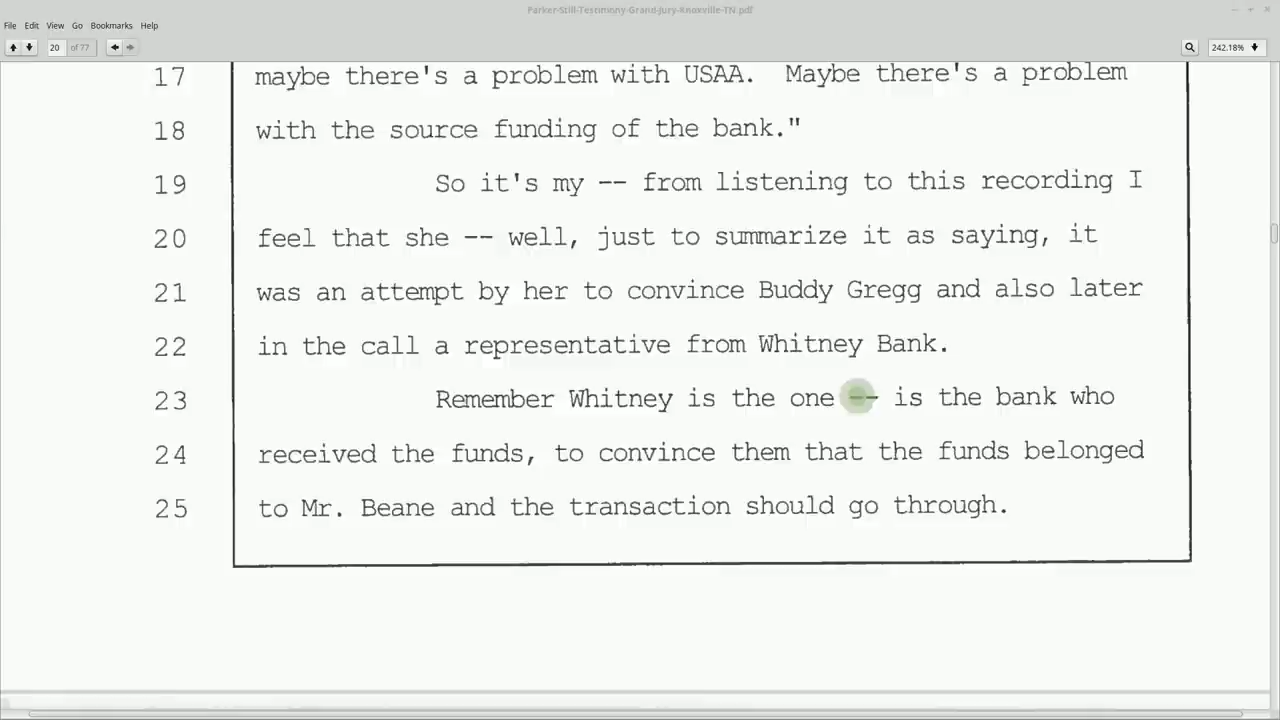 Parker-Still-Testimony-Grand-Jury-Knoxville-TN.pdf
File Edit View Go Bookmarks Help
20 of 77 242.18%
17 maybe there's a problem with USAA. Maybe there's a problem
18 with the source funding of the bank."
19 So it's my -- from listening to this recording I
20 feel that she -- well, just to summarize it as saying, it
21 was an attempt by her to convince Buddy Gregg and also later
22 in the call a representative from Whitney Bank.
23 Remember Whitney is the one -- is the bank who
24 received the funds, to convince them that the funds belonged
25 to Mr. Beane and the transaction should go through.